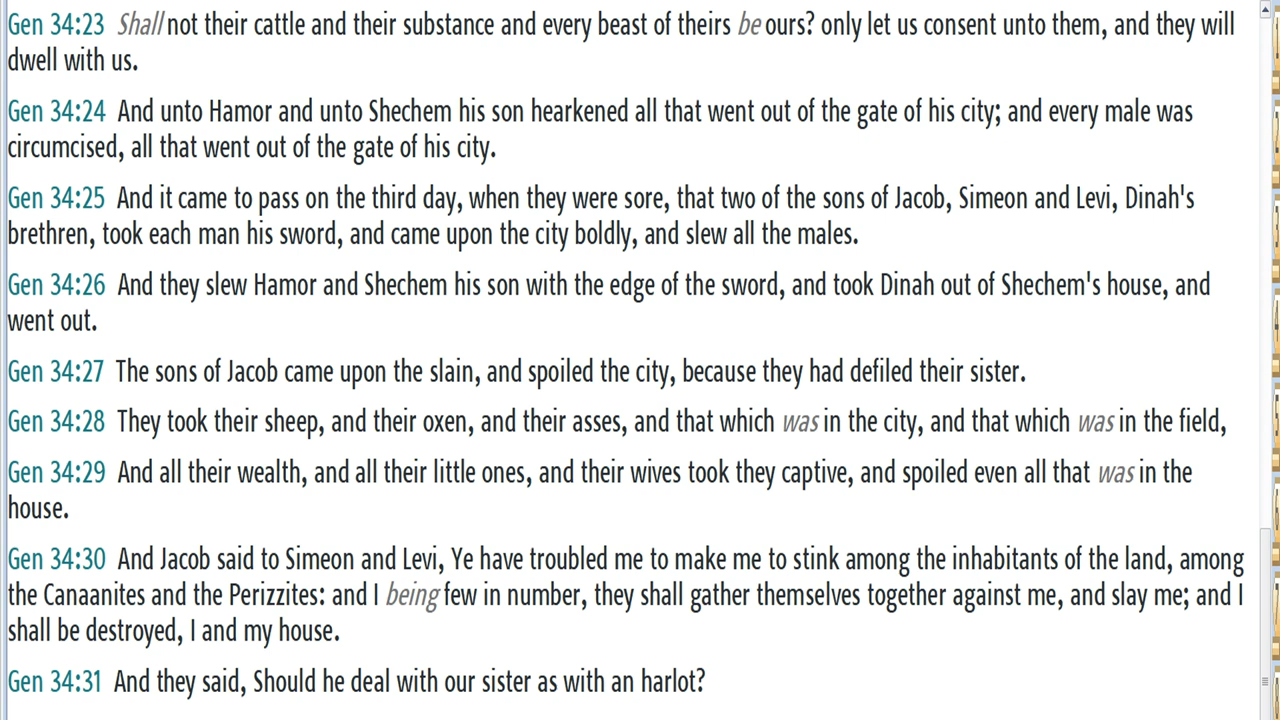 Gen 34:23 Shall not their cattle and their substance and every beast of theirs be ours? only let us consent unto them, and they will
dwell with us.
Gen 34:24 And unto Hamor and unto Shechem his son hearkened all that went out of the gate of his city; and every male was
circumcised, all that went out of the gate of his city.
Gen 34:25 And it came to pass on the third day, when they were sore, that two of the sons of Jacob, Simeon and Levi, Dinah's
brethren, took each man his sword, and came upon the city boldly, and slew all the males.
Gen 34:26 And they slew Hamor and Shechem his son with the edge of the sword, and took Dinah out of Shechem's house, and
went out.
Gen 34:27 The sons of Jacob came upon the slain, and spoiled the city, because they had defiled their sister.
Gen 34:28 They took their sheep, and their oxen, and their asses, and that which was in the city, and that which was in the field,
Gen 34:29 And all their wealth, and all their little ones, and their wives took they captive, and spoiled even all that was in the
house.
Gen 34:30 And Jacob said to Simeon and Levi, Ye have troubled me to make me to stink among the inhabitants of the land, among
the Canaanites and the Perizzites: and I being few in number, they shall gather themselves together against me, and slay me; and I
shall be destroyed, I and my house.
Gen 34:31 And they said, Should he deal with our sister as with an harlot?